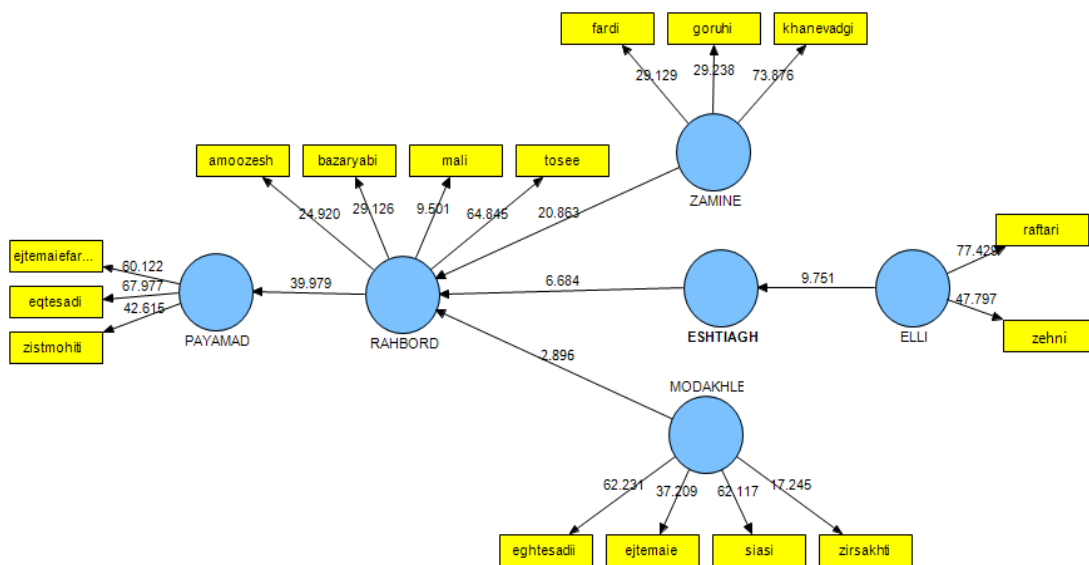 fardi
goruhi
khanevadgi
29.129
29.238
73.876
ZAMINE
amoozesh
bazaryabi
mali
tosee
24.920
29.126
9.501
64.845
20.863
raftari
77.429
ejtemaiefar...
60.122
eqtesadi
67.977
zistmohiti
42.615
39.979
6.684
9.751
47.797
zehni
PAYAMAD
RAHBORD
ESHTIAGH
ELLI
2.896
MODAKHLE
62.231
37.209
62.117
17.245
eghtesadii
ejtemaie
siasi
zirsakhti